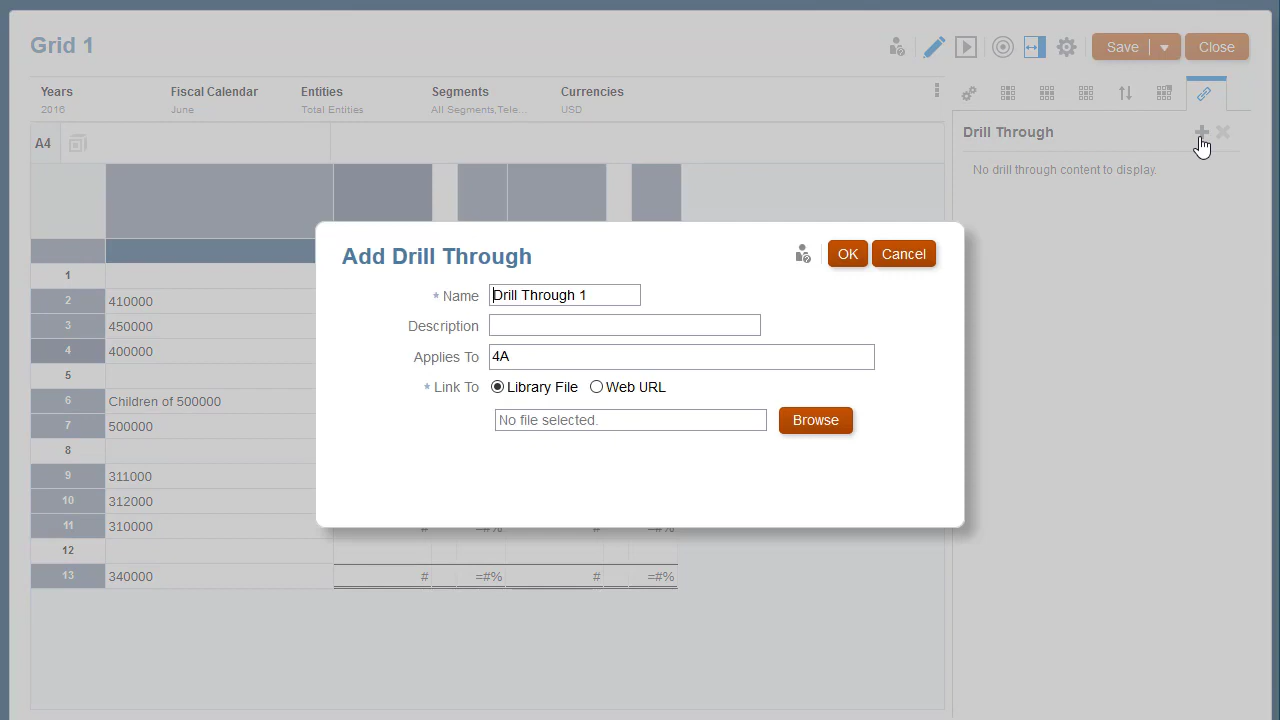 Grid 1
Save
Close
Years
Fiscal Calendar
Entities
Segments
Currencies
2016
June
Total Entities
All Segments,Tele...
USD
A4
Drill Through
No drill through content to display.
Add Drill Through
OK
Cancel
* Name
Drill Through 1
Description
Applies To
4A
* Link To
Library File
Web URL
No file selected.
Browse
1
2 410000
3 450000
4 400000
5
6 Children of 500000
7 500000
8
9 311000
10 312000
11 310000 # =#% # =#%
12
13 340000 # =#% # =#%